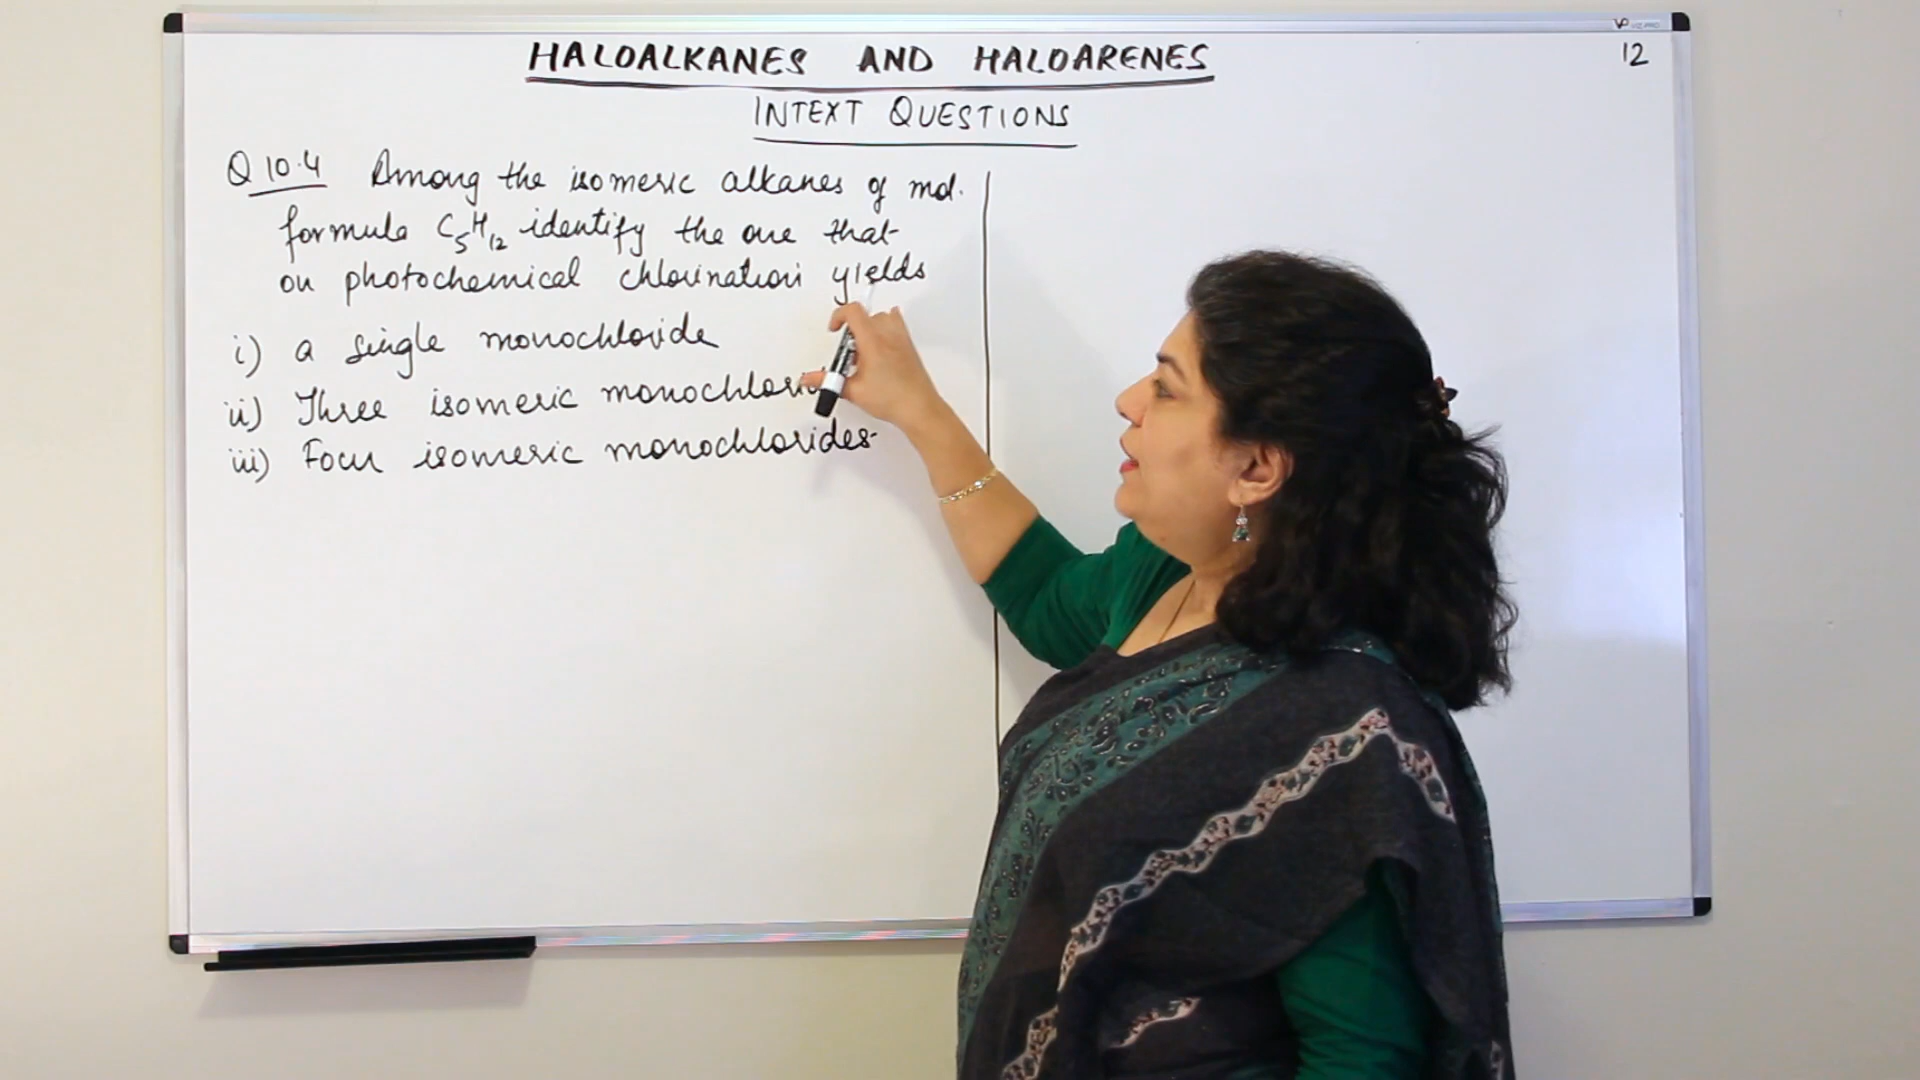 HALOALKANES AND HALOARENES
12
INTEXT QUESTIONS
Q 10.4 Among the isomeric alkanes of mol.
formula C5H12 identify the one that
on photochemical chlorination yields
i) a single monochloride
ii) Three isomeric
iii) Four isomeric monochlorides.